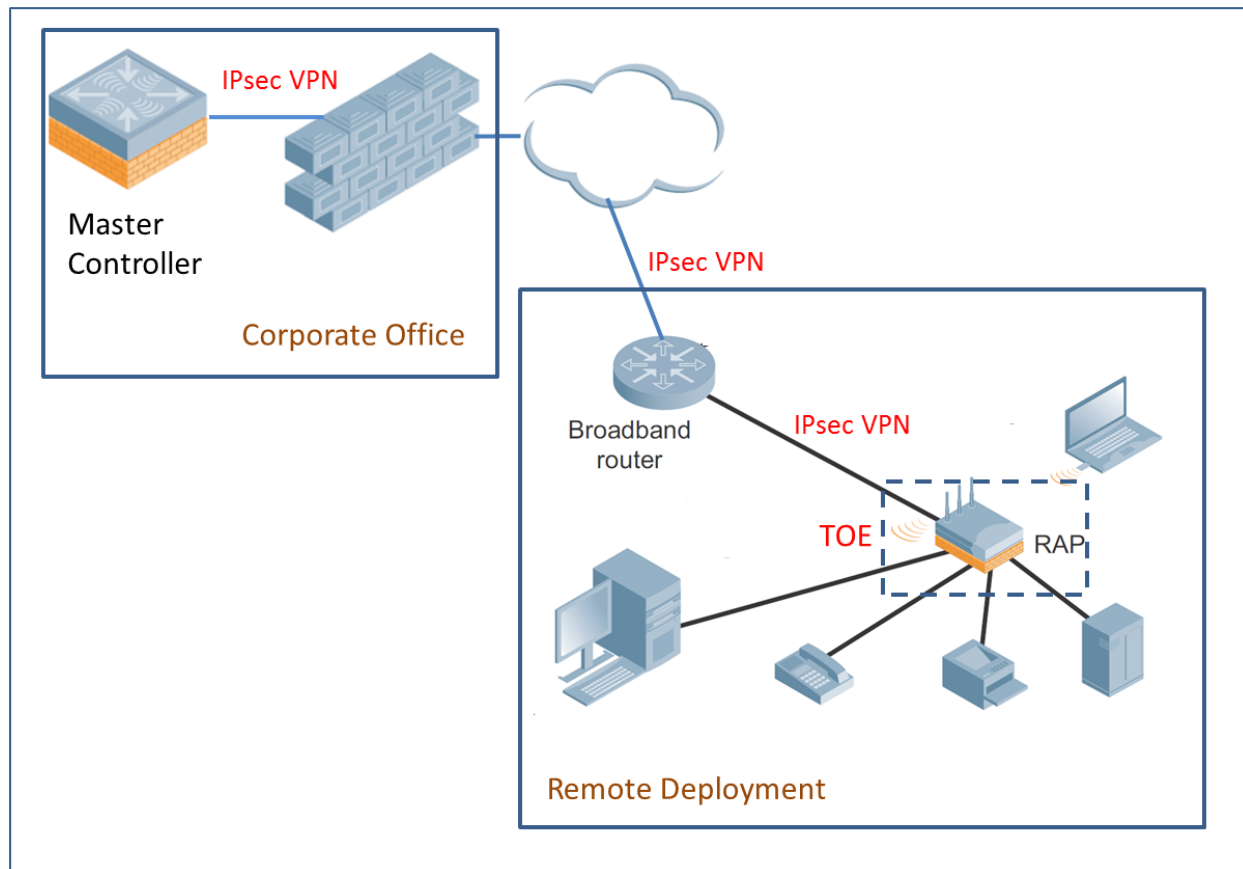 IPsec VPN
Master
Controller
Corporate Office
IPsec VPN
Broadband
router
IPsec VPN
TOE
RAP
Remote Deployment